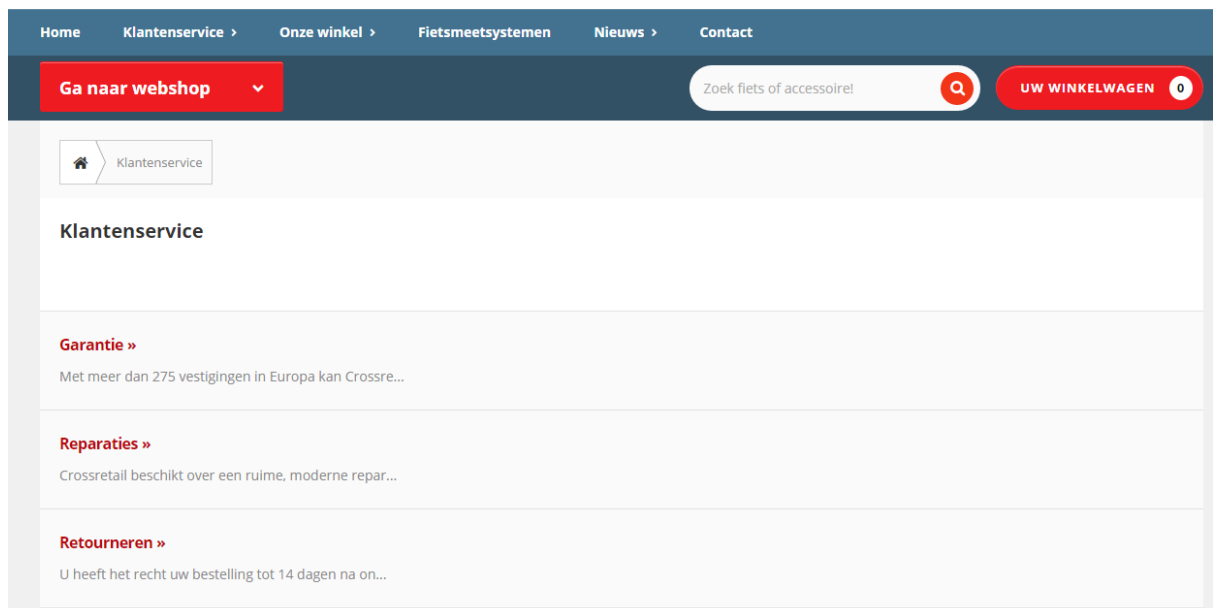 Home Klantenservice › Onze winkel › Fietsmeetsystemen Nieuws › Contact
Ga naar webshop Zoek fiets of accessoire! UW WINKELWAGEN 0
Klantenservice
Klantenservice
Garantie »
Met meer dan 275 vestigingen in Europa kan Crossre...
Reparaties »
Crossretail beschikt over een ruime, moderne repar...
Retourneren »
U heeft het recht uw bestelling tot 14 dagen na on...